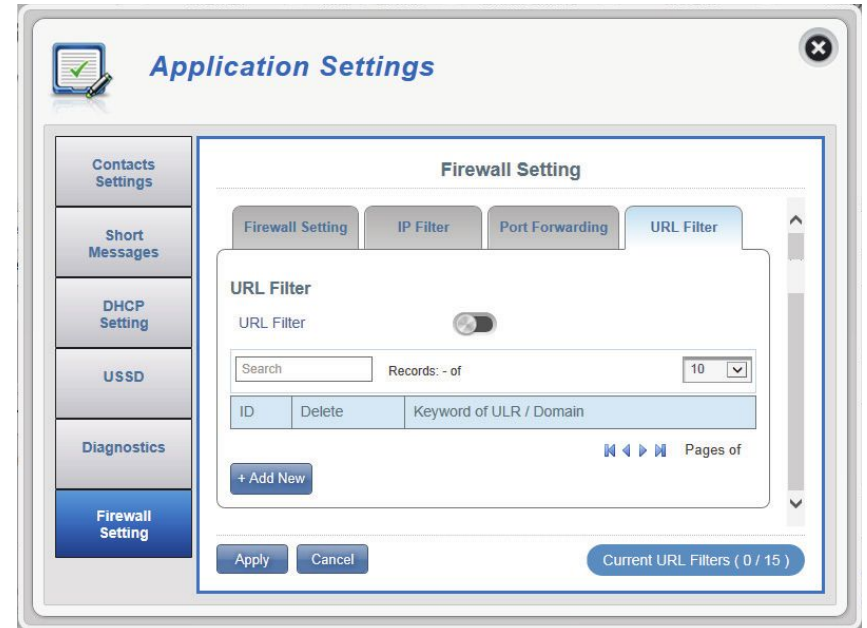 Application Settings
Contacts
Settings
Short
Messages
DHCP
Setting
USSD
Diagnostics
Firewall
Setting
Firewall Setting
Firewall Setting
IP Filter
Port Forwarding
URL Filter
URL Filter
URL Filter
Search
Records: - of
10
ID
Delete
Keyword of ULR / Domain
Pages of
+ Add New
Apply
Cancel
Current URL Filters ( 0 / 15 )